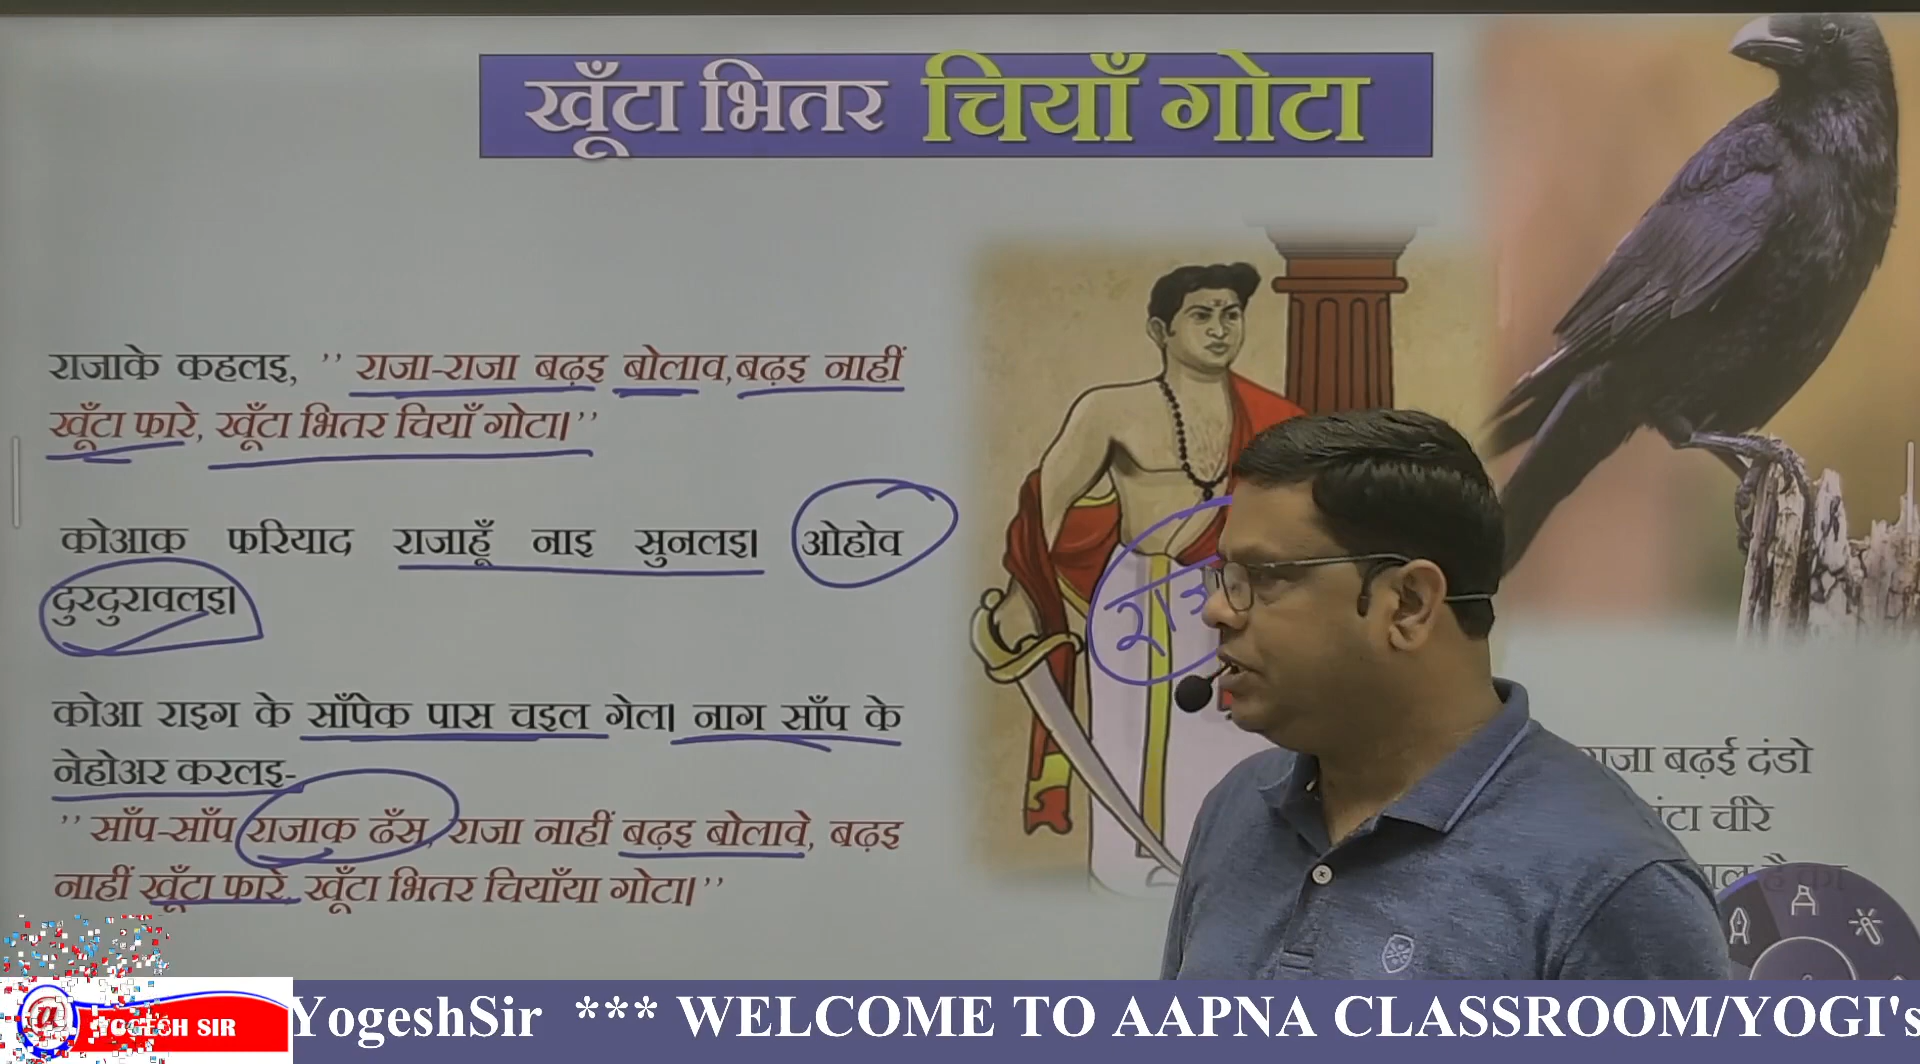 खूँटा भितर चियाँ गोटा
राजाके कहलइ, ’’ राजा-राजा बढ़इ बोलाव,बढ़इ नाहीं
खूँटा फारे, खूँटा भितर चियाँ गोटा।’’
कोआक फरियाद राजाहूँ नाइ सुनलइ। ओहोव
दुरदुरावलइ।
कोआ राइग के साँपेक पास चइल गेल। नाग साँप के
नेहोअर करलइ-
’’ साँप-साँप राजाक ढँस, राजा नाहीं बढ़इ बोलावे, बढ़इ
नाहीं खूँटा फारे, खूँटा भितर चियाँया गोटा।’’
बढ़ई दंडो
चीरे
YOGESH SIR
YogeshSir *** WELCOME TO AAPNA CLASSROOM/YOGI's